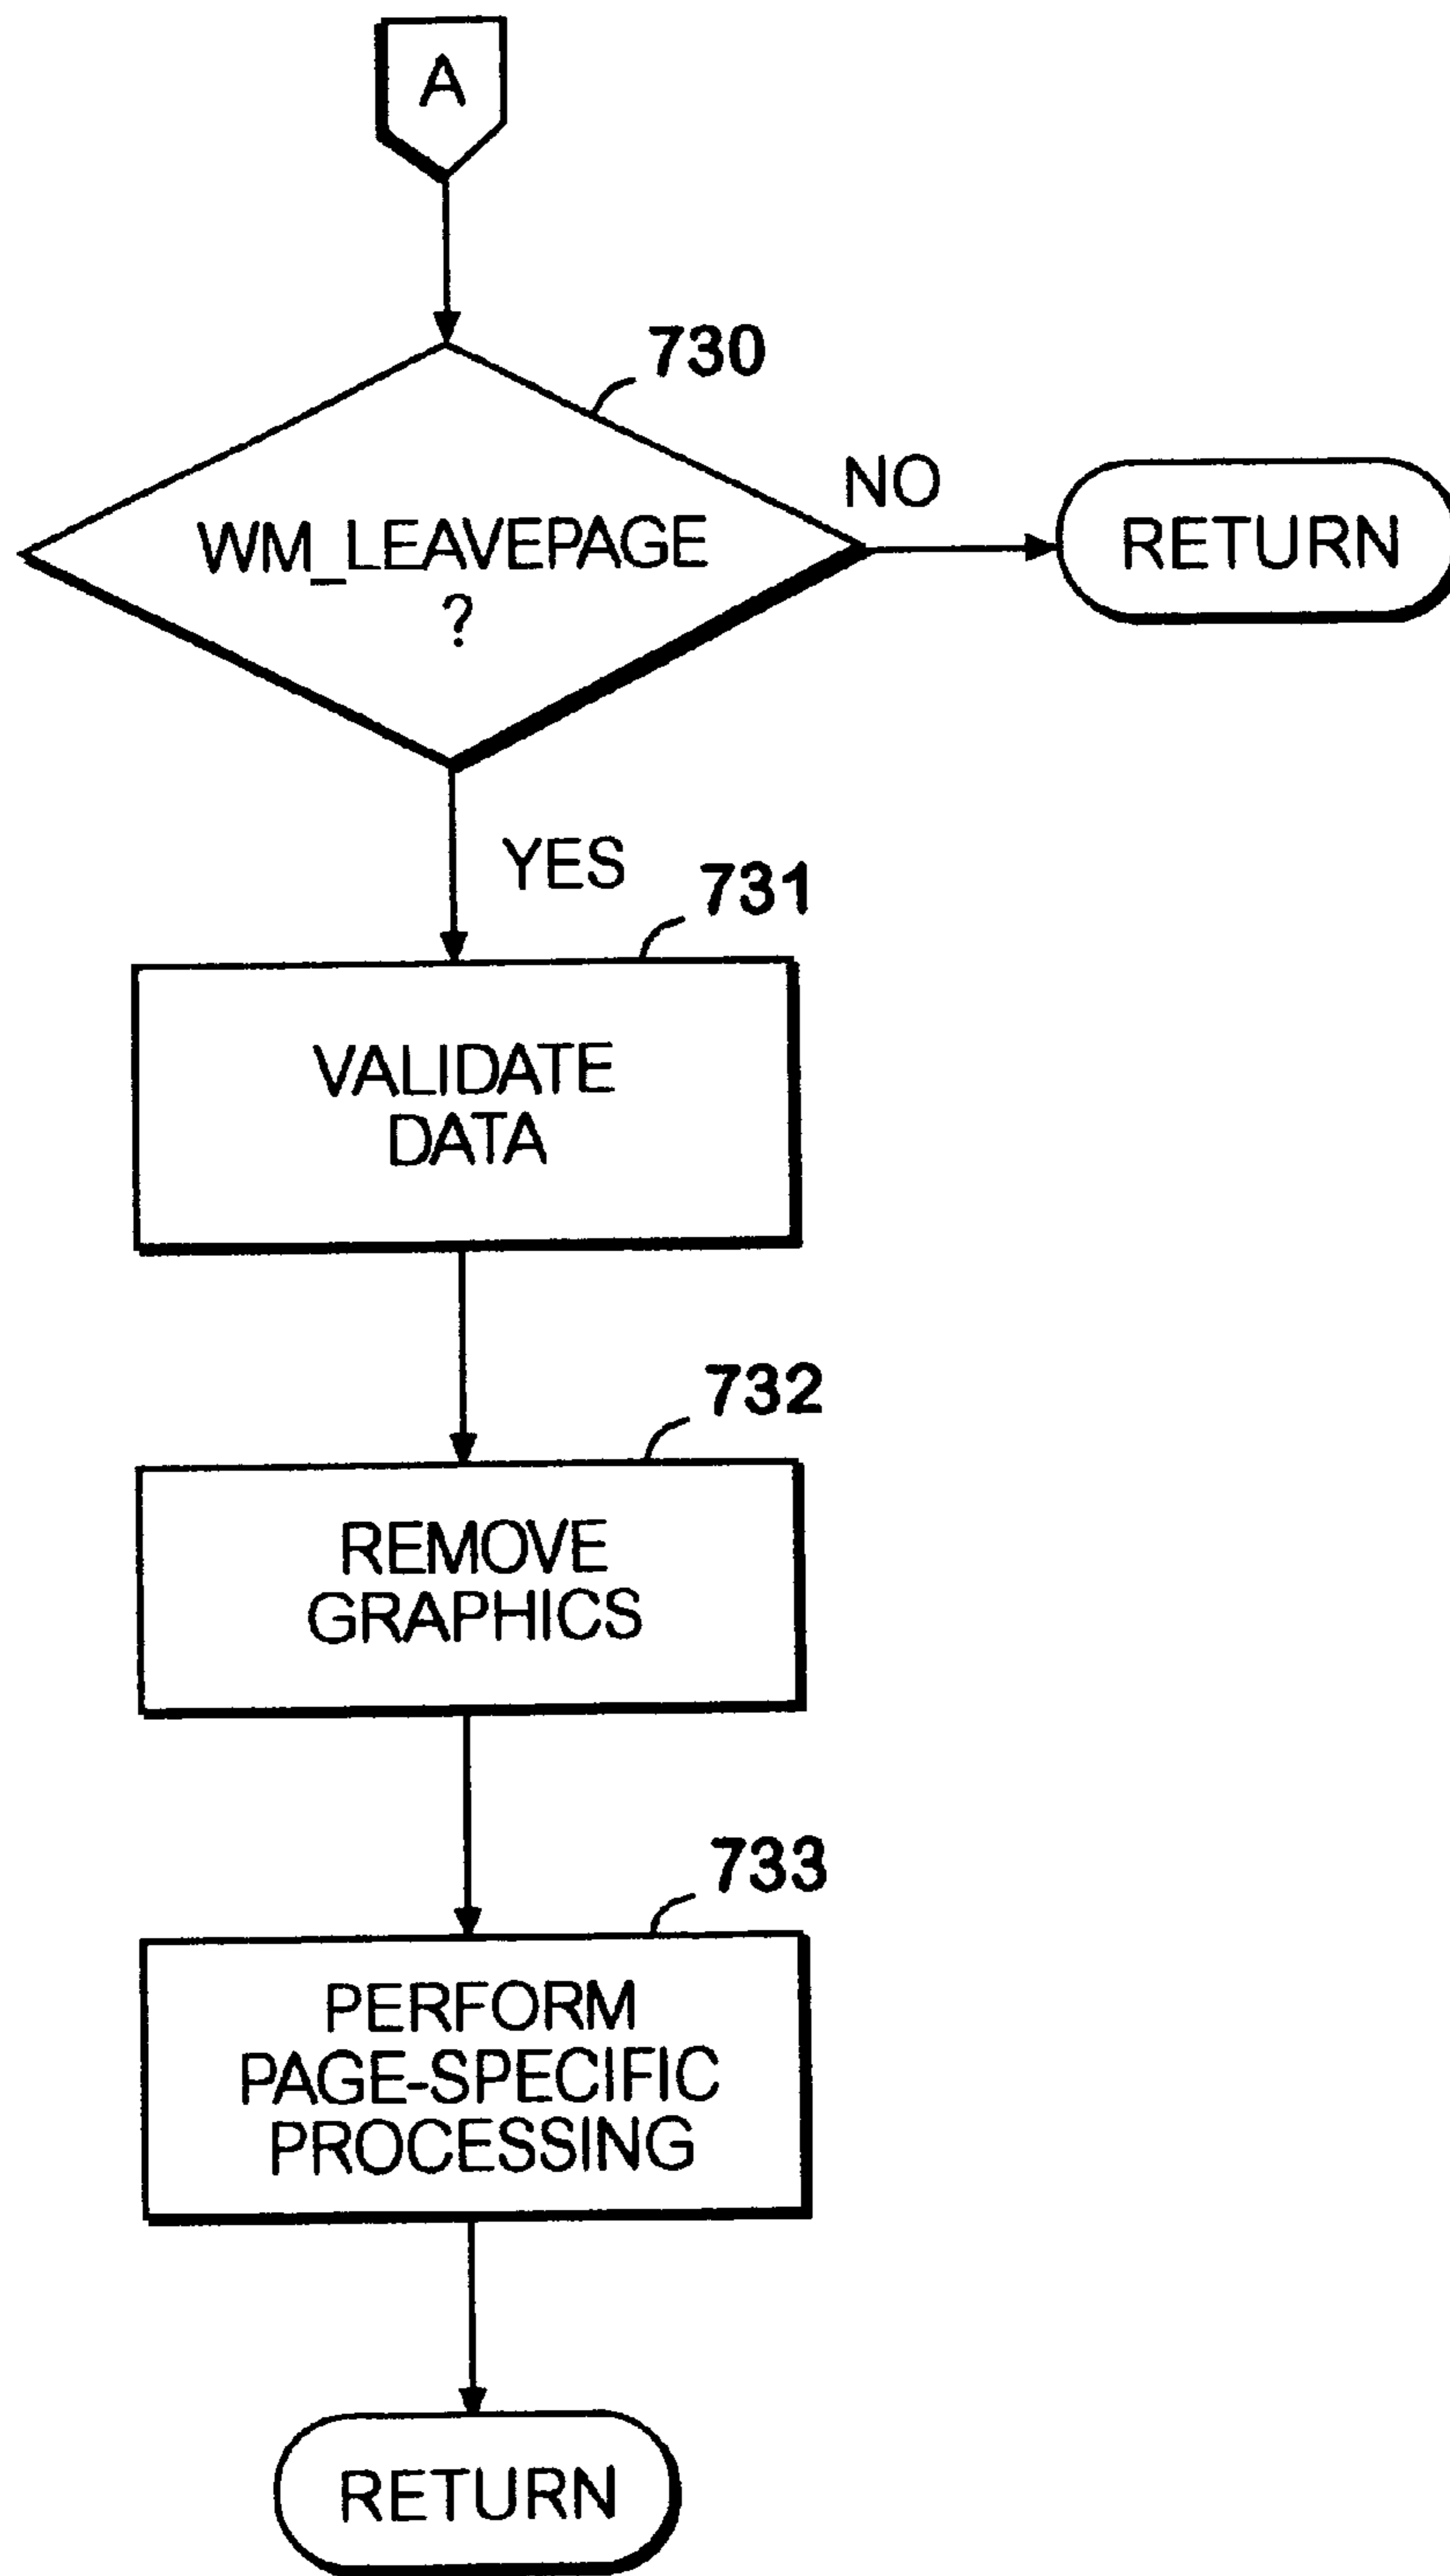 A
730
WM_LEAVEPAGE
?
NO
RETURN
YES
731
VALIDATE
DATA
732
REMOVE
GRAPHICS
733
PERFORM
PAGE-SPECIFIC
PROCESSING
RETURN